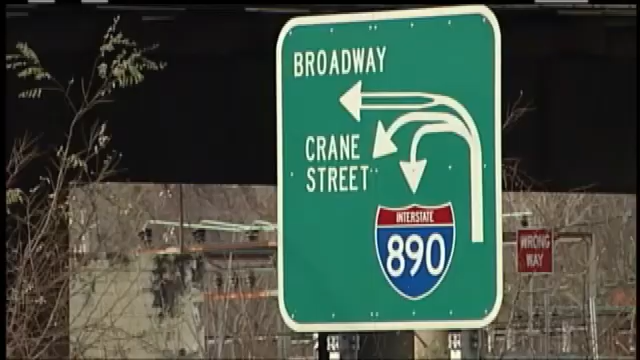 BROADWAY
CRANE
STREET
INTERSTATE
890
WRONG
WAY